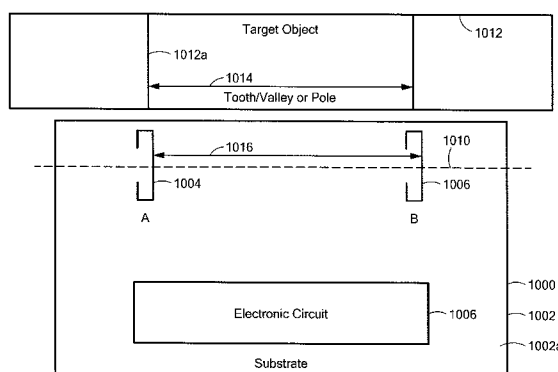 1012
Target Object
1012a
1014
Tooth/Valley or Pole
1016
1010
1004
1006
A
B
1000
Electronic Circuit
1006
1002
1002a
Substrate